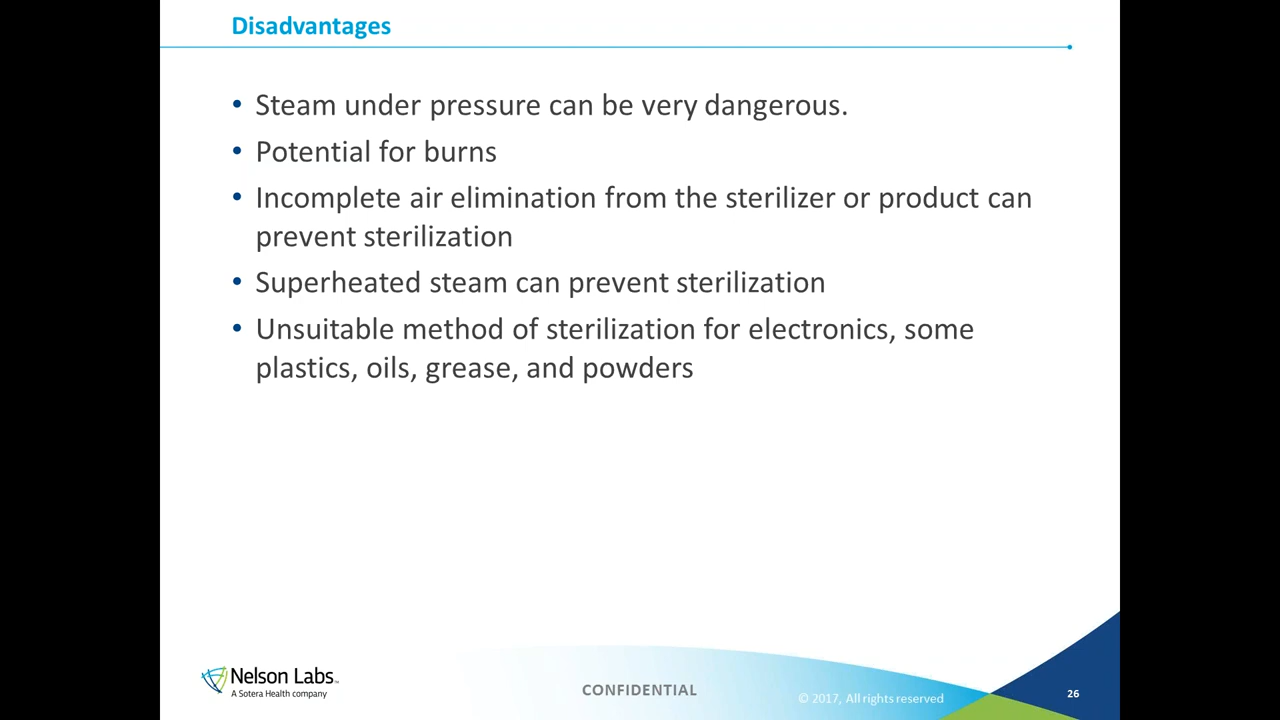 Disadvantages
• Steam under pressure can be very dangerous.
• Potential for burns
• Incomplete air elimination from the sterilizer or product can
prevent sterilization
• Superheated steam can prevent sterilization
• Unsuitable method of sterilization for electronics, some
plastics, oils, grease, and powders
Nelson Labs™
A Sotera Health company
CONFIDENTIAL
© 2017, All rights reserved
26